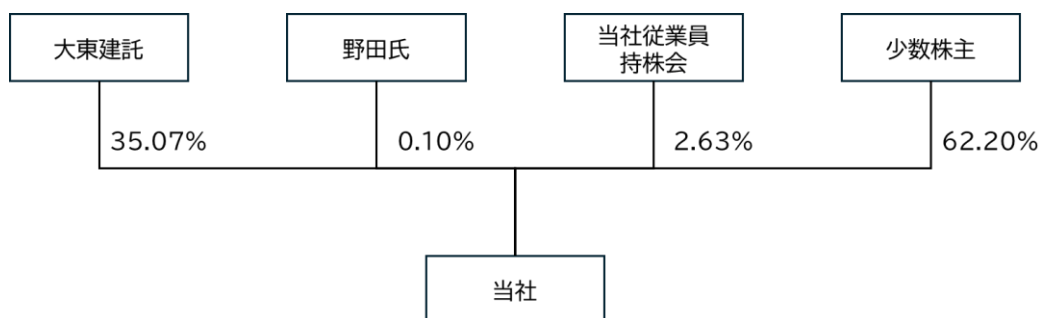 大東建託
野田氏
当社従業員
持株会
少数株主
35.07%
0.10%
2.63%
62.20%
当社